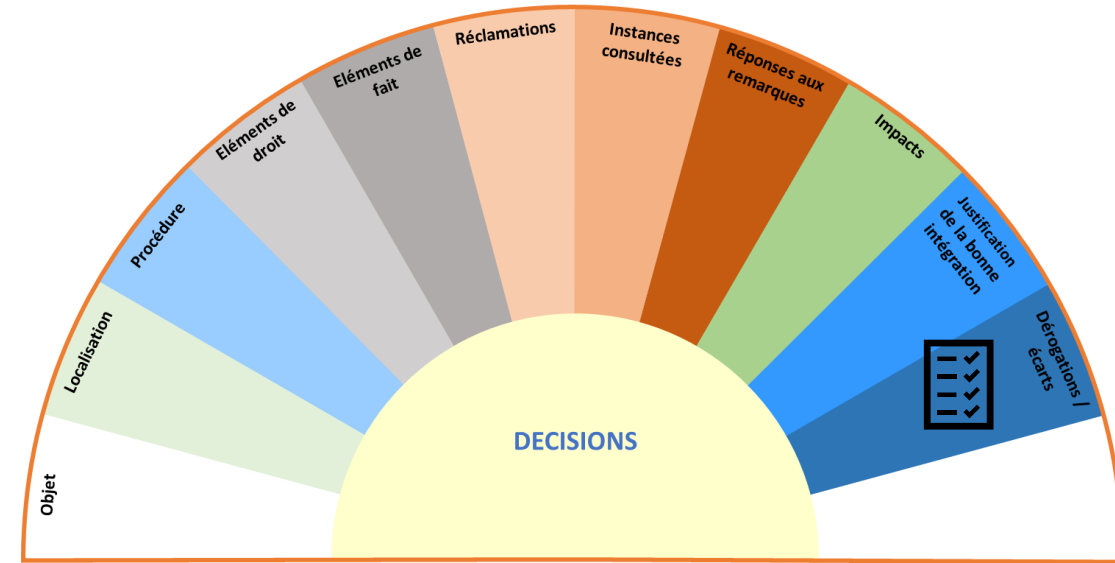 Objet
Localisation
Procédure
Eléments de
droit
Eléments de
fait
Réclamations
Instances
consultées
Réponses aux
remarques
Impacts
Justification
de la bonne
intégration
Dérogations /
écarts
DECISIONS